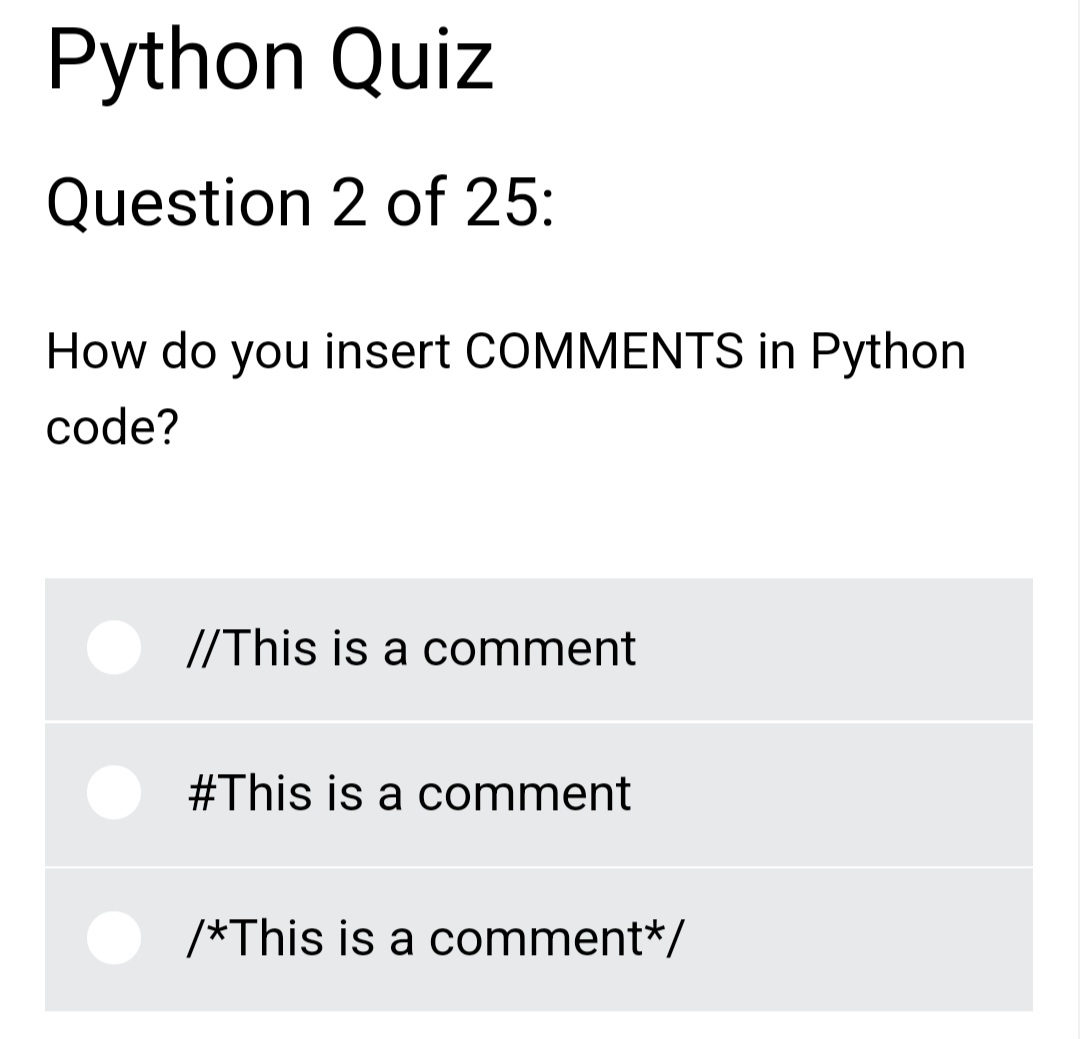 Python Quiz
Question 2 of 25:
How do you insert COMMENTS in Python
code?
//This is a comment
#This is a comment
/*This is a comment*/